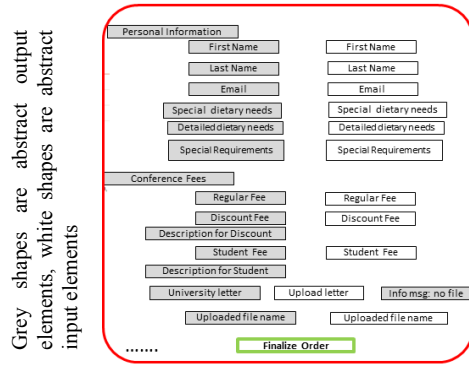 Grey shapes are abstract output
elements, white shapes are abstract
input elements
Personal Information
First Name First Name
Last Name Last Name
Email Email
Special dietary needs Special dietary needs
Detailed dietary needs Detailed dietary needs
Special Requirements Special Requirements
Conference Fees
Regular Fee Regular Fee
Discount Fee Discount Fee
Description for Discount
Student Fee Student Fee
Description for Student
University letter Upload letter Info msg: no file
Uploaded file name Uploaded file name
....... Finalize Order